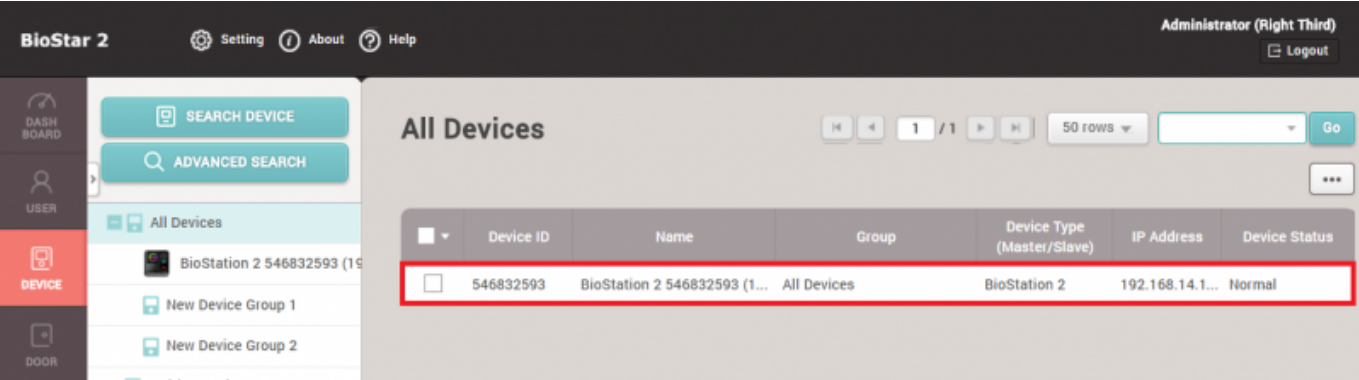 BioStar 2
Setting
About
Help
Administrator (Right Third)
Logout
DASH
BOARD
USER
DEVICE
DOOR
SEARCH DEVICE
ADVANCED SEARCH
All Devices
BioStation 2 546832593 (19
New Device Group 1
New Device Group 2
All Devices
1 / 1
50 rows
Go
Device ID
Name
Group
Device Type
(Master/Slave)
IP Address
Device Status
546832593
BioStation 2 546832593 (1...
All Devices
BioStation 2
192.168.14.1...
Normal